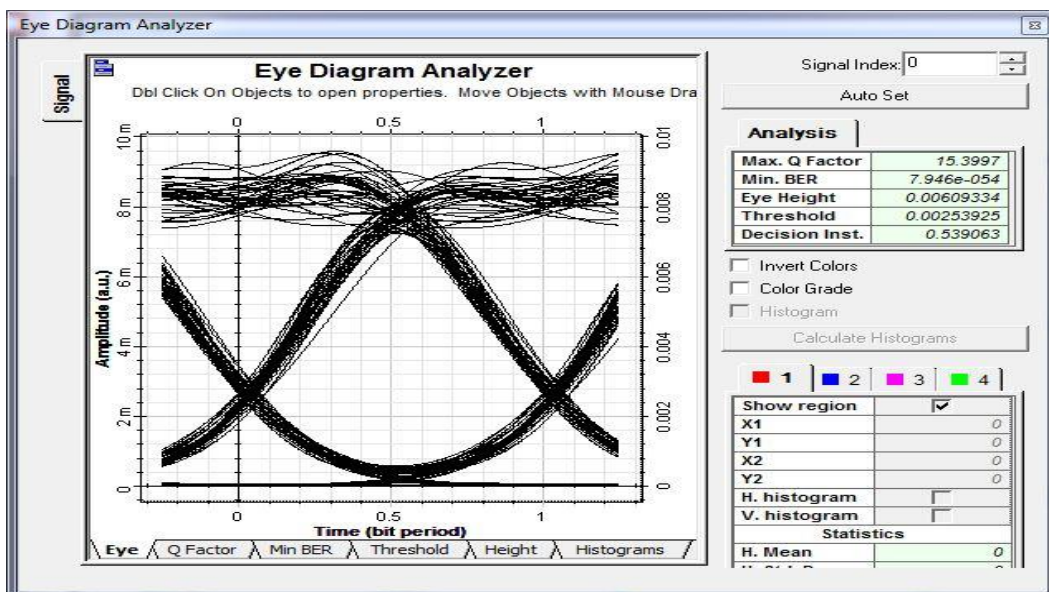 Eye Diagram Analyzer
Signal
Eye Diagram Analyzer
Dbl Click On Objects to open properties. Move Objects with Mouse Dra
0 0.5 1
Amplitude (a.u.)
10 m
8 m
6 m
4 m
2 m
0
0.01
0.008
0.006
0.004
0.002
0
0 0.5 1
Time (bit period)
Eye Q Factor Min BER Threshold Height Histograms
Signal Index: 0
Auto Set
Analysis
Max. Q Factor 15.3997
Min. BER 7.946e-054
Eye Height 0.00609334
Threshold 0.00253925
Decision Inst. 0.539063
Invert Colors
Color Grade
Histogram
Calculate Histograms
1 2 3 4
Show region
X1 0
Y1 0
X2 0
Y2 0
H. histogram
V. histogram
Statistics
H. Mean 0